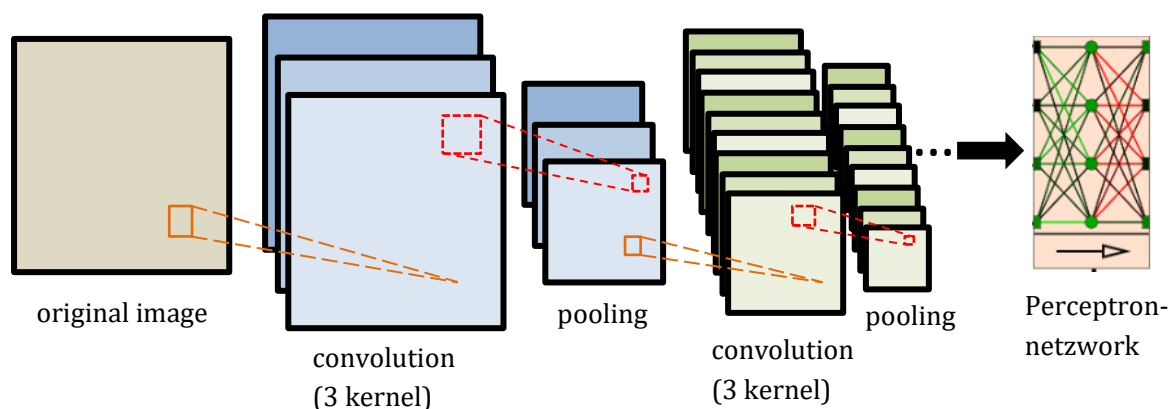 original image
convolution
(3 kernel)
pooling
convolution
(3 kernel)
pooling
Perceptron-
netzwork